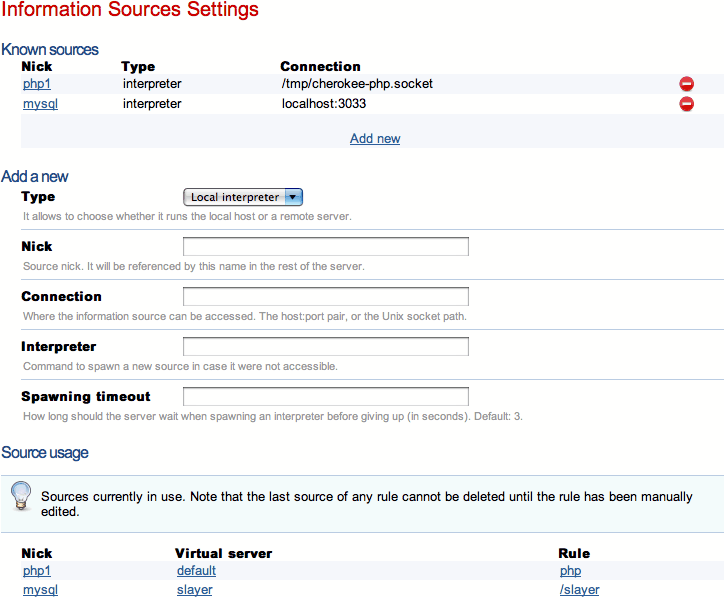 Information Sources Settings
Known sources
Nick Type Connection
php1 interpreter /tmp/cherokee-php.socket
mysql interpreter localhost:3033
Add new
Add a new
Type Local interpreter
It allows to choose whether it runs the local host or a remote server.
Nick
Source nick. It will be referenced by this name in the rest of the server.
Connection
Where the information source can be accessed. The host:port pair, or the Unix socket path.
Interpreter
Command to spawn a new source in case it were not accessible.
Spawning timeout
How long should the server wait when spawning an interpreter before giving up (in seconds). Default: 3.
Source usage
Sources currently in use. Note that the last source of any rule cannot be deleted until the rule has been manually
edited.
Nick Virtual server Rule
php1 default php
mysql slayer /slayer